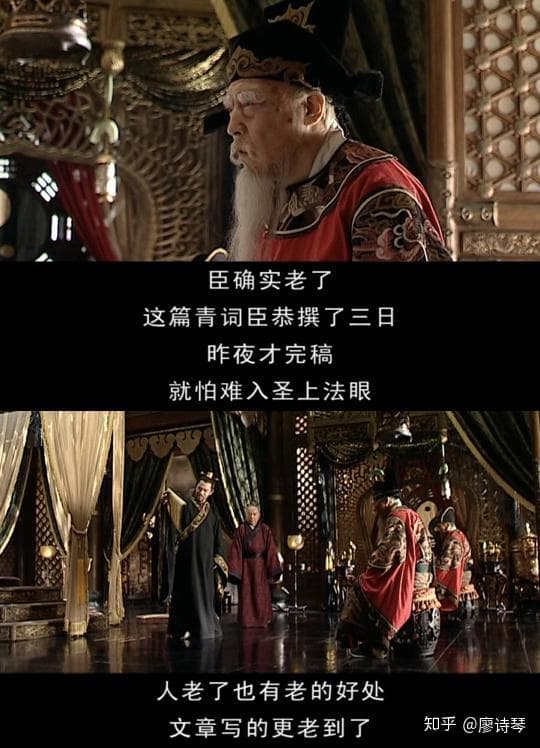 臣确实老了
这篇青词臣恭撰了三日
昨夜才完稿
就怕难入圣上法眼
人老了也有老的好处
文章写的更老到了
知乎 @廖诗琴